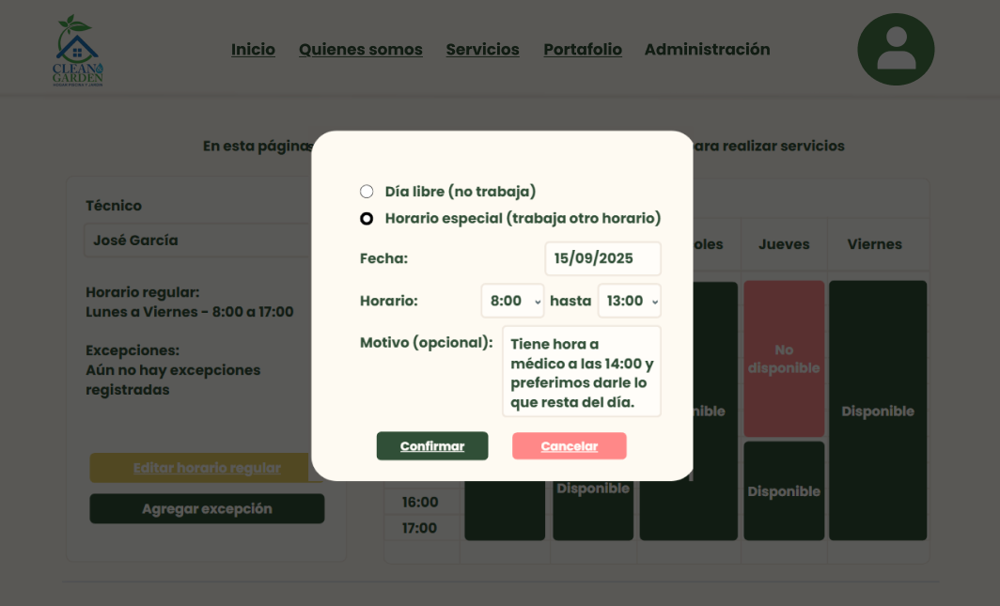 CLEAN
GARDEN
Inicio Quienes somos Servicios Portafolio Administración
En esta página
para realizar servicios
Técnico
José García
Horario regular:
Lunes a Viernes - 8:00 a 17:00
Excepciones:
Aún no hay excepciones
registradas
Editar horario regular
Agregar excepción
Día libre (no trabaja)
Horario especial (trabaja otro horario)
Fecha: 15/09/2025
Horario: 8:00 hasta 13:00
Motivo (opcional): Tiene hora a
médico a las 14:00 y
preferimos darle lo
que resta del día.
Confirmar Cancelar
oles Jueves Viernes
No
disponible
nible Disponible
Disponible Disponible
16:00
17:00